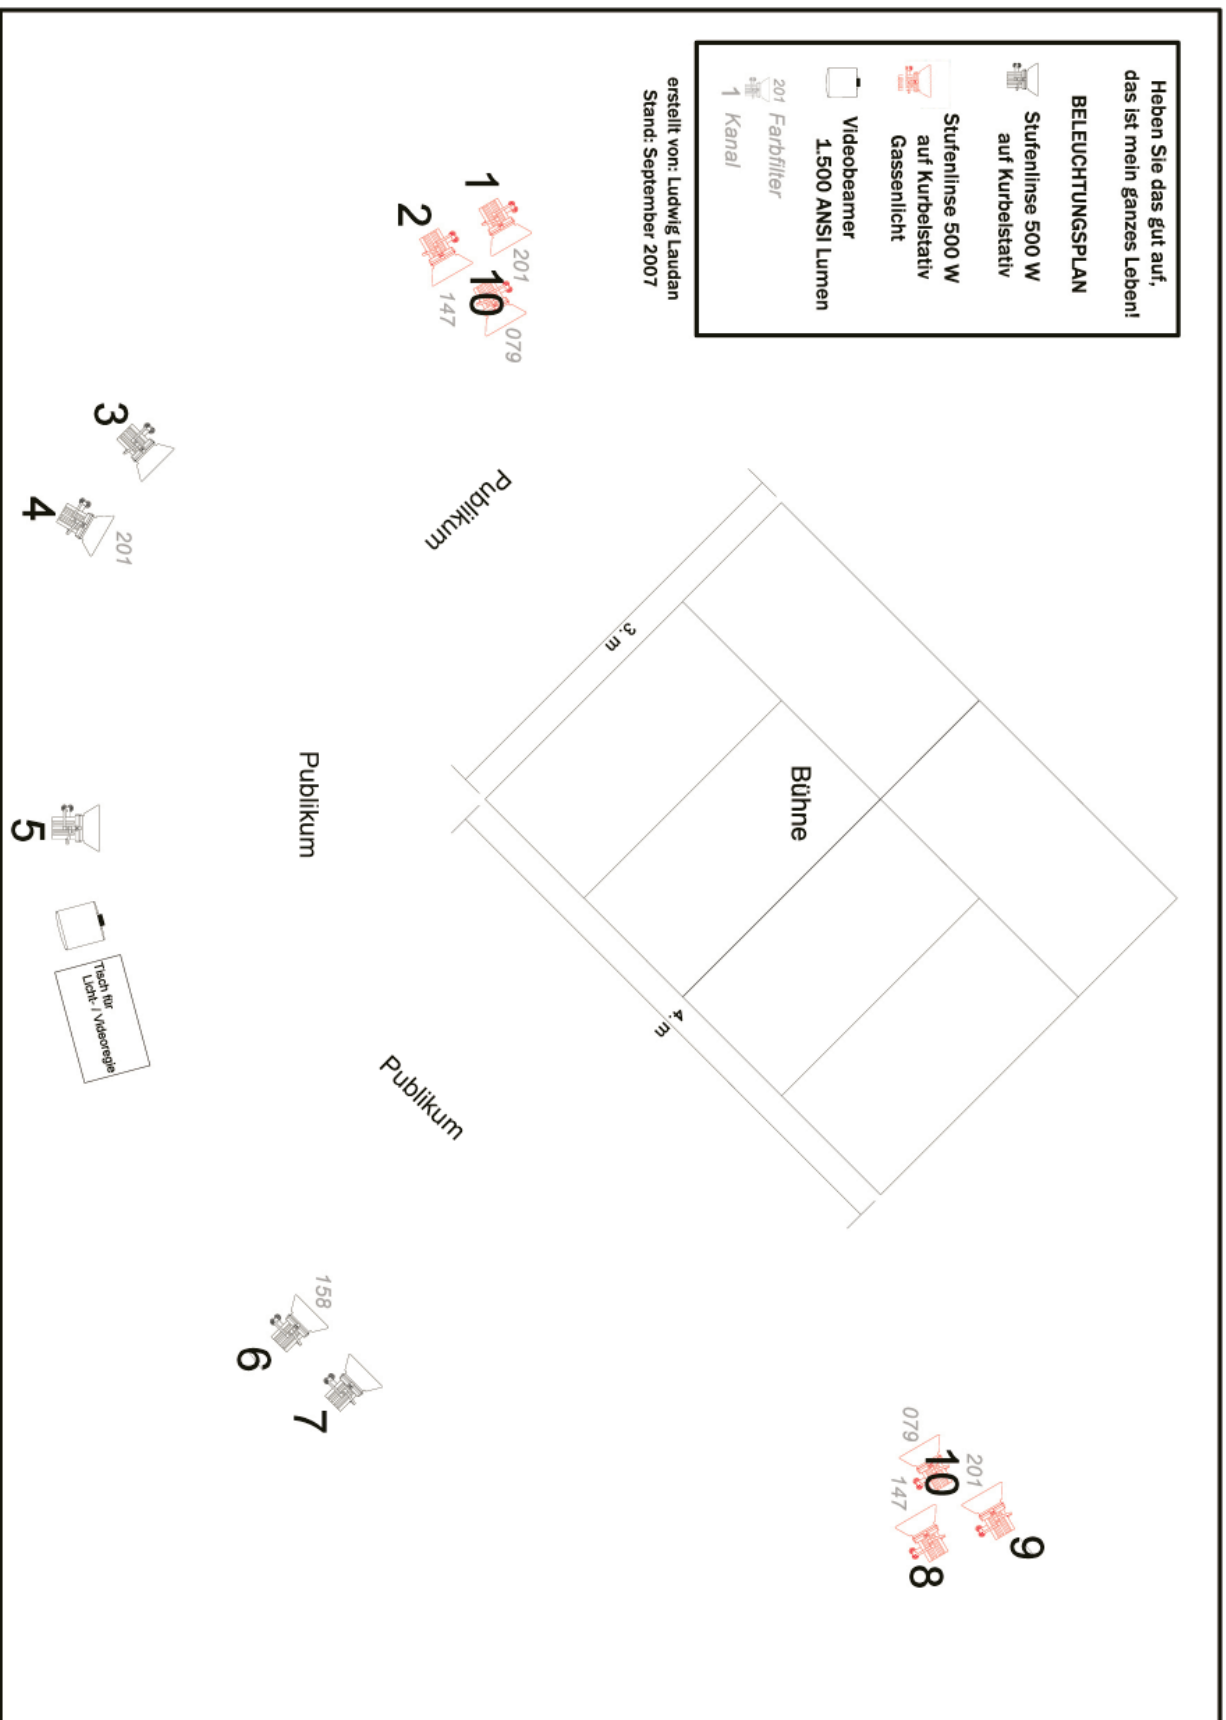 Heben Sie das gut auf,
das ist mein ganzes Leben!
BELEUCHTUNGSPLAN
Stufenlinse 500 W
auf Kurbelstativ
Stufenlinse 500 W
auf Kurbelstativ
Gassenlicht
Videobeamer
1.500 ANSI Lumen
201 Farbfilter
1 Kanal
erstellt von: Ludwig Laudan
Stand: September 2007
1
201
2
147
10
079
3
4
201
5
Tisch für
Licht- / Videoregie
Publikum
Publikum
Publikum
3. m
4. m
Bühne
158
6
7
079
10
201
9
147
8